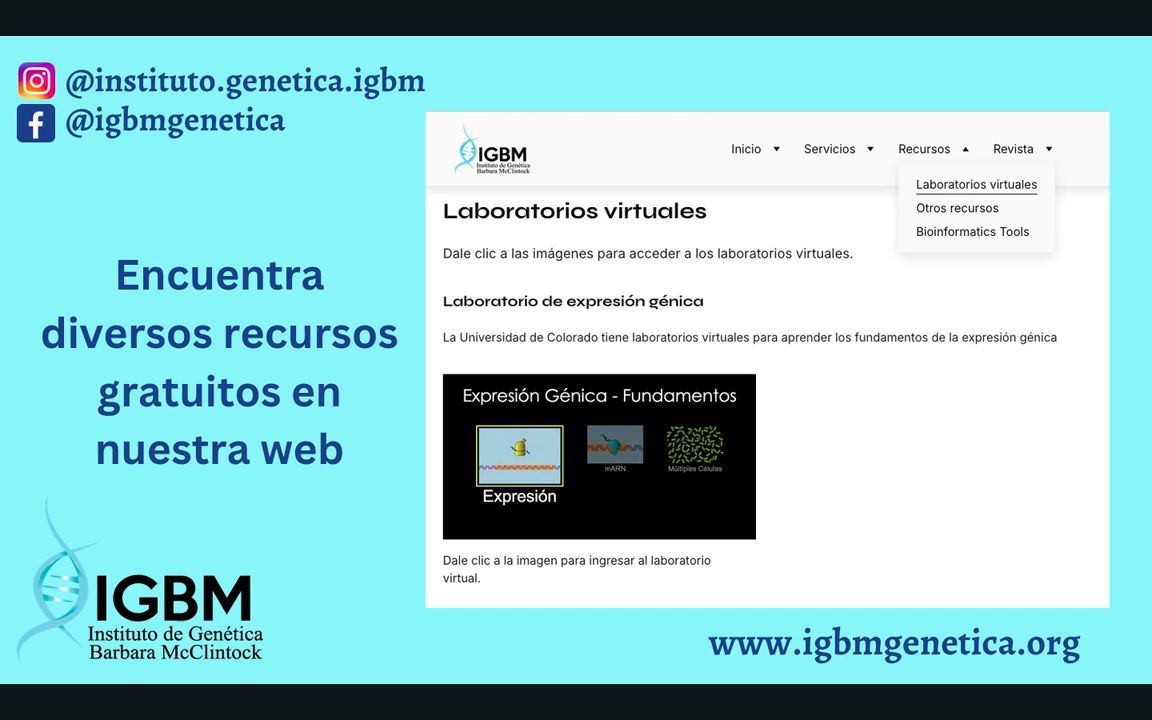 @instituto.genetica.igbm
@igbmgenetica
Encuentra
diversos recursos
gratuitos en
nuestra web
IGBM
Instituto de Genética
Barbara McClintock
IGBM
Instituto de Genética
Barbara McClintock
Inicio Servicios Recursos Revista
Laboratorios virtuales
Otros recursos
Bioinformatics Tools
Laboratorios virtuales
Dale clic a las imágenes para acceder a los laboratorios virtuales.
Laboratorio de expresión génica
La Universidad de Colorado tiene laboratorios virtuales para aprender los fundamentos de la expresión génica
Expresión Génica - Fundamentos
Expresión
mARN
Múltiples Células
Dale clic a la imagen para ingresar al laboratorio
virtual.
www.igbmgenetica.org